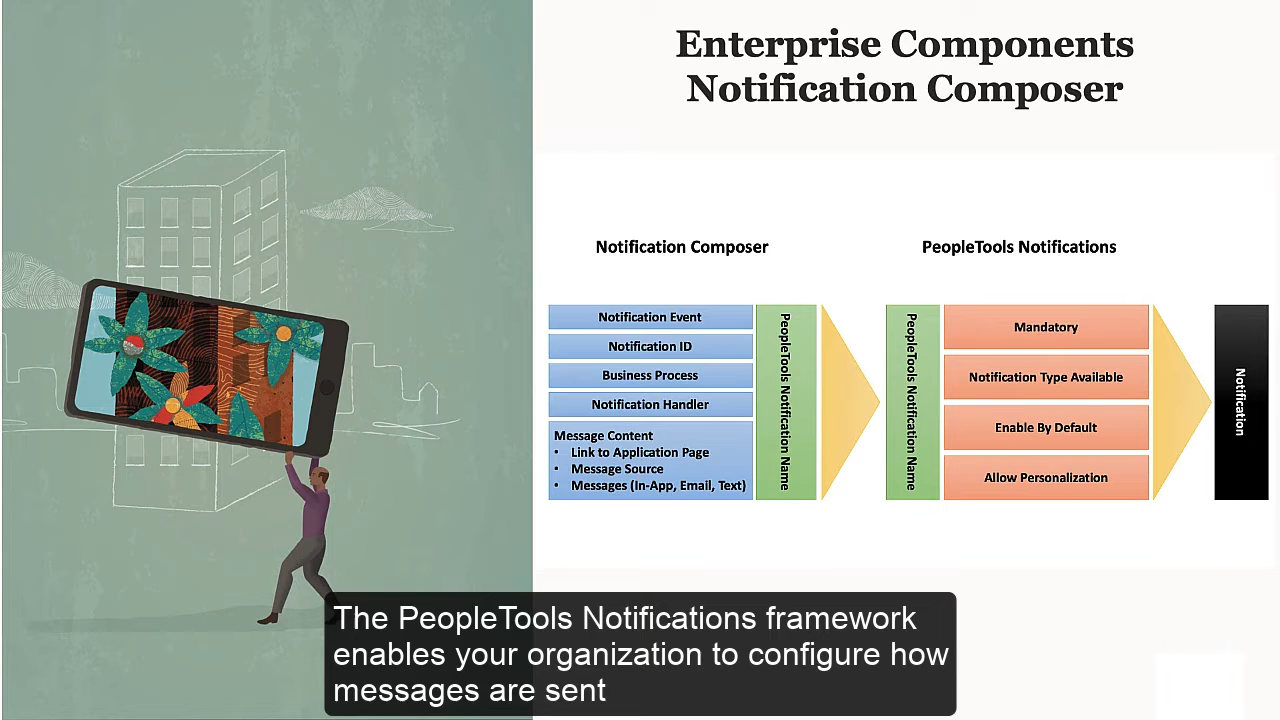 Enterprise Components
Notification Composer
Notification Composer
PeopleTools Notifications
Notification Event
Notification ID
Business Process
Notification Handler
Message Content
• Link to Application Page
• Message Source
• Messages (In-App, Email, Text)
PeopleTools Notification Name
PeopleTools Notification Name
Mandatory
Notification Type Available
Enable By Default
Allow Personalization
Notification
The PeopleTools Notifications framework
enables your organization to configure how
messages are sent